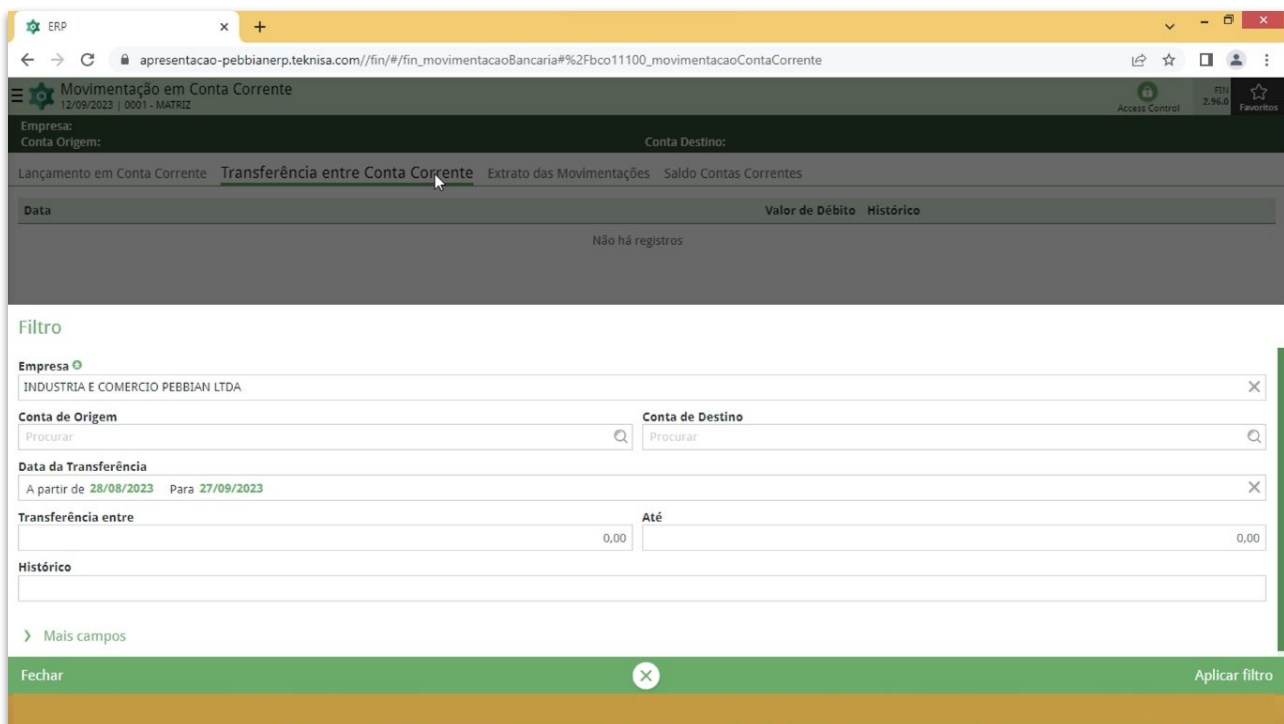 ERP
apresentacao-pebbianerp.teknisa.com//fin/#/fin_movimentacaoBancaria#%2Fbco11100_movimentacaoContaCorrente
Movimentação em Conta Corrente
12/09/2023 | 0001 - MATRIZ
Access Control
FIN
2.96.0
Favoritos
Empresa:
Conta Origem: Conta Destino:
Lançamento em Conta Corrente Transferência entre Conta Corrente Extrato das Movimentações Saldo Contas Correntes
Data Valor de Débito Histórico
Não há registros
Filtro
Empresa
INDUSTRIA E COMERCIO PEBBIAN LTDA
Conta de Origem Conta de Destino
Procurar Procurar
Data da Transferência
A partir de 28/08/2023 Para 27/09/2023
Transferência entre Até
0,00 0,00
Histórico
Mais campos
Fechar Aplicar filtro